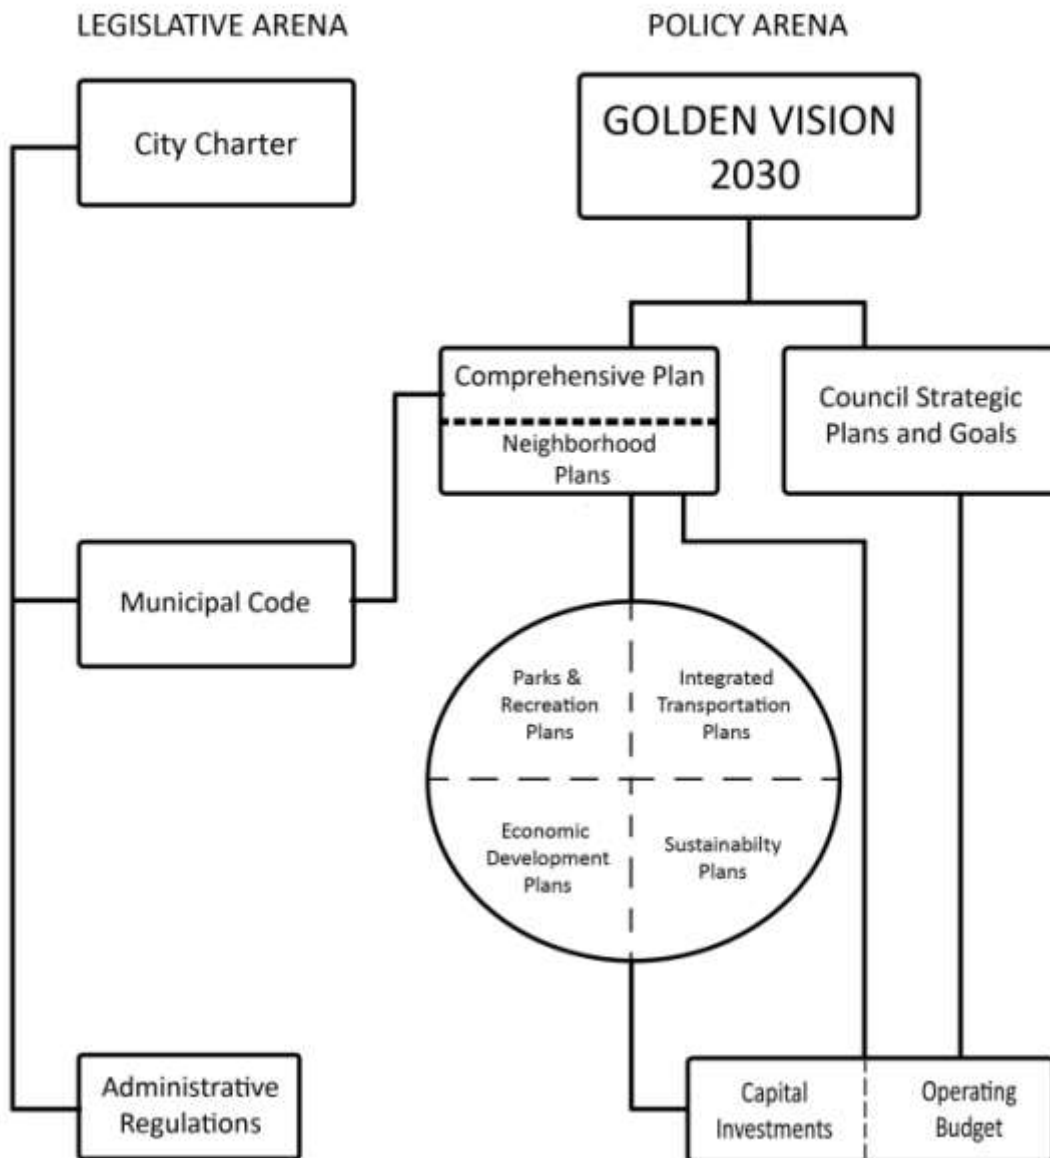 LEGISLATIVE ARENA
POLICY ARENA
City Charter
GOLDEN VISION
2030
Comprehensive Plan
Neighborhood
Plans
Council Strategic
Plans and Goals
Municipal Code
Parks &
Recreation
Plans
Integrated
Transportation
Plans
Economic
Development
Plans
Sustainabilty
Plans
Administrative
Regulations
Capital
Investments
Operating
Budget